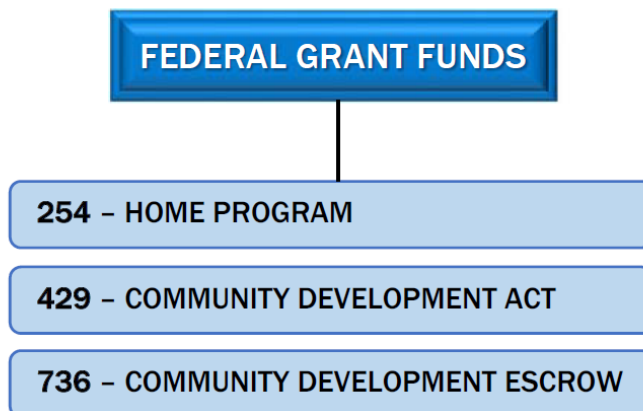 FEDERAL GRANT FUNDS
254 – HOME PROGRAM
429 – COMMUNITY DEVELOPMENT ACT
736 – COMMUNITY DEVELOPMENT ESCROW